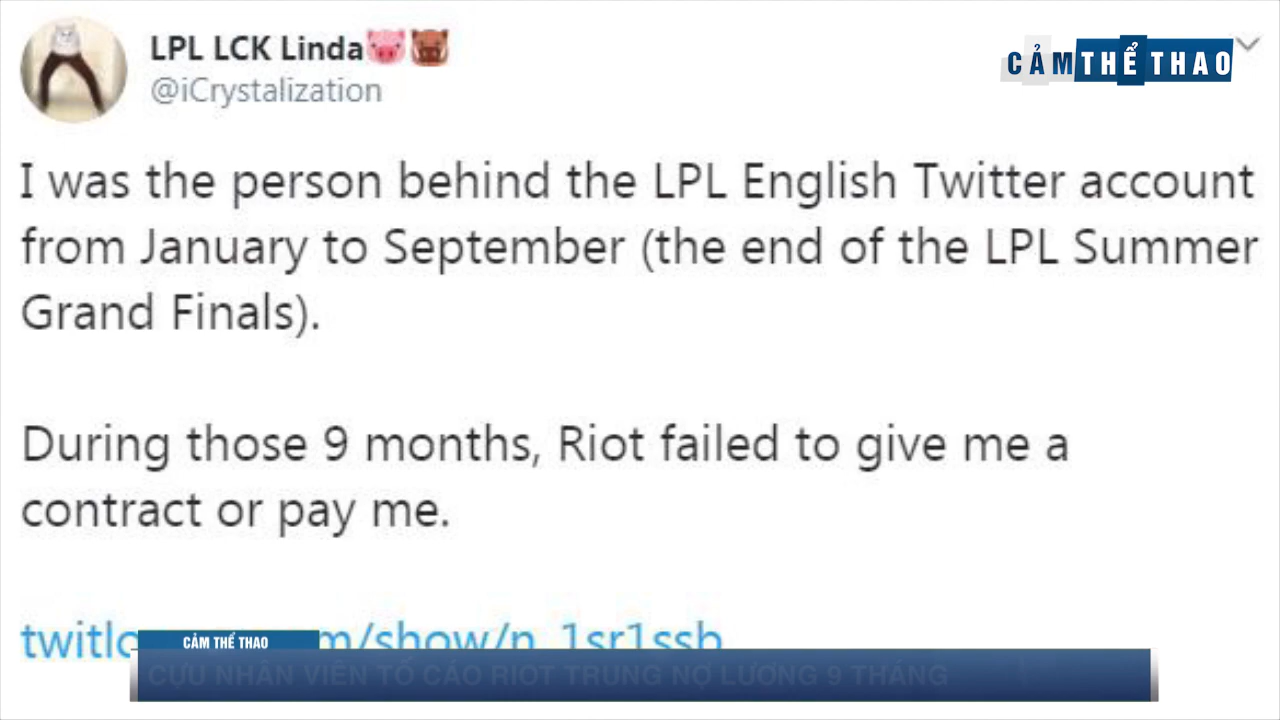 LPL LCK Linda🐷🐗
@iCrystalization
CẢM THỂ THAO
I was the person behind the LPL English Twitter account
from January to September (the end of the LPL Summer
Grand Finals).
During those 9 months, Riot failed to give me a
contract or pay me.
twitlo m/show/n_1sr1ssh
CẢM THỂ THAO
CỰU NHÂN VIÊN TỐ CÁO RIOT TRUNG NỢ LƯƠNG 9 THÁNG